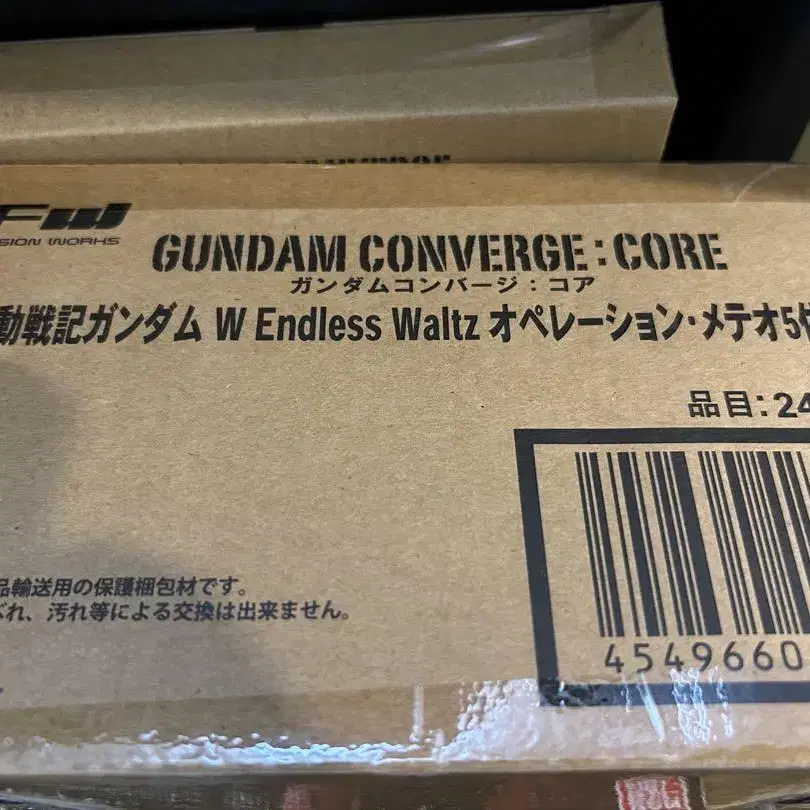 FW
SION WORKS
GUNDAM CONVERGE:CORE
ガンダムコンバージ:コア
動戦記ガンダム W Endless Waltz オペレーション・メテオ5
品目:24
品輸送用の保護梱包材です。
ぶれ、汚れ等による交換は出来ません。
4549660